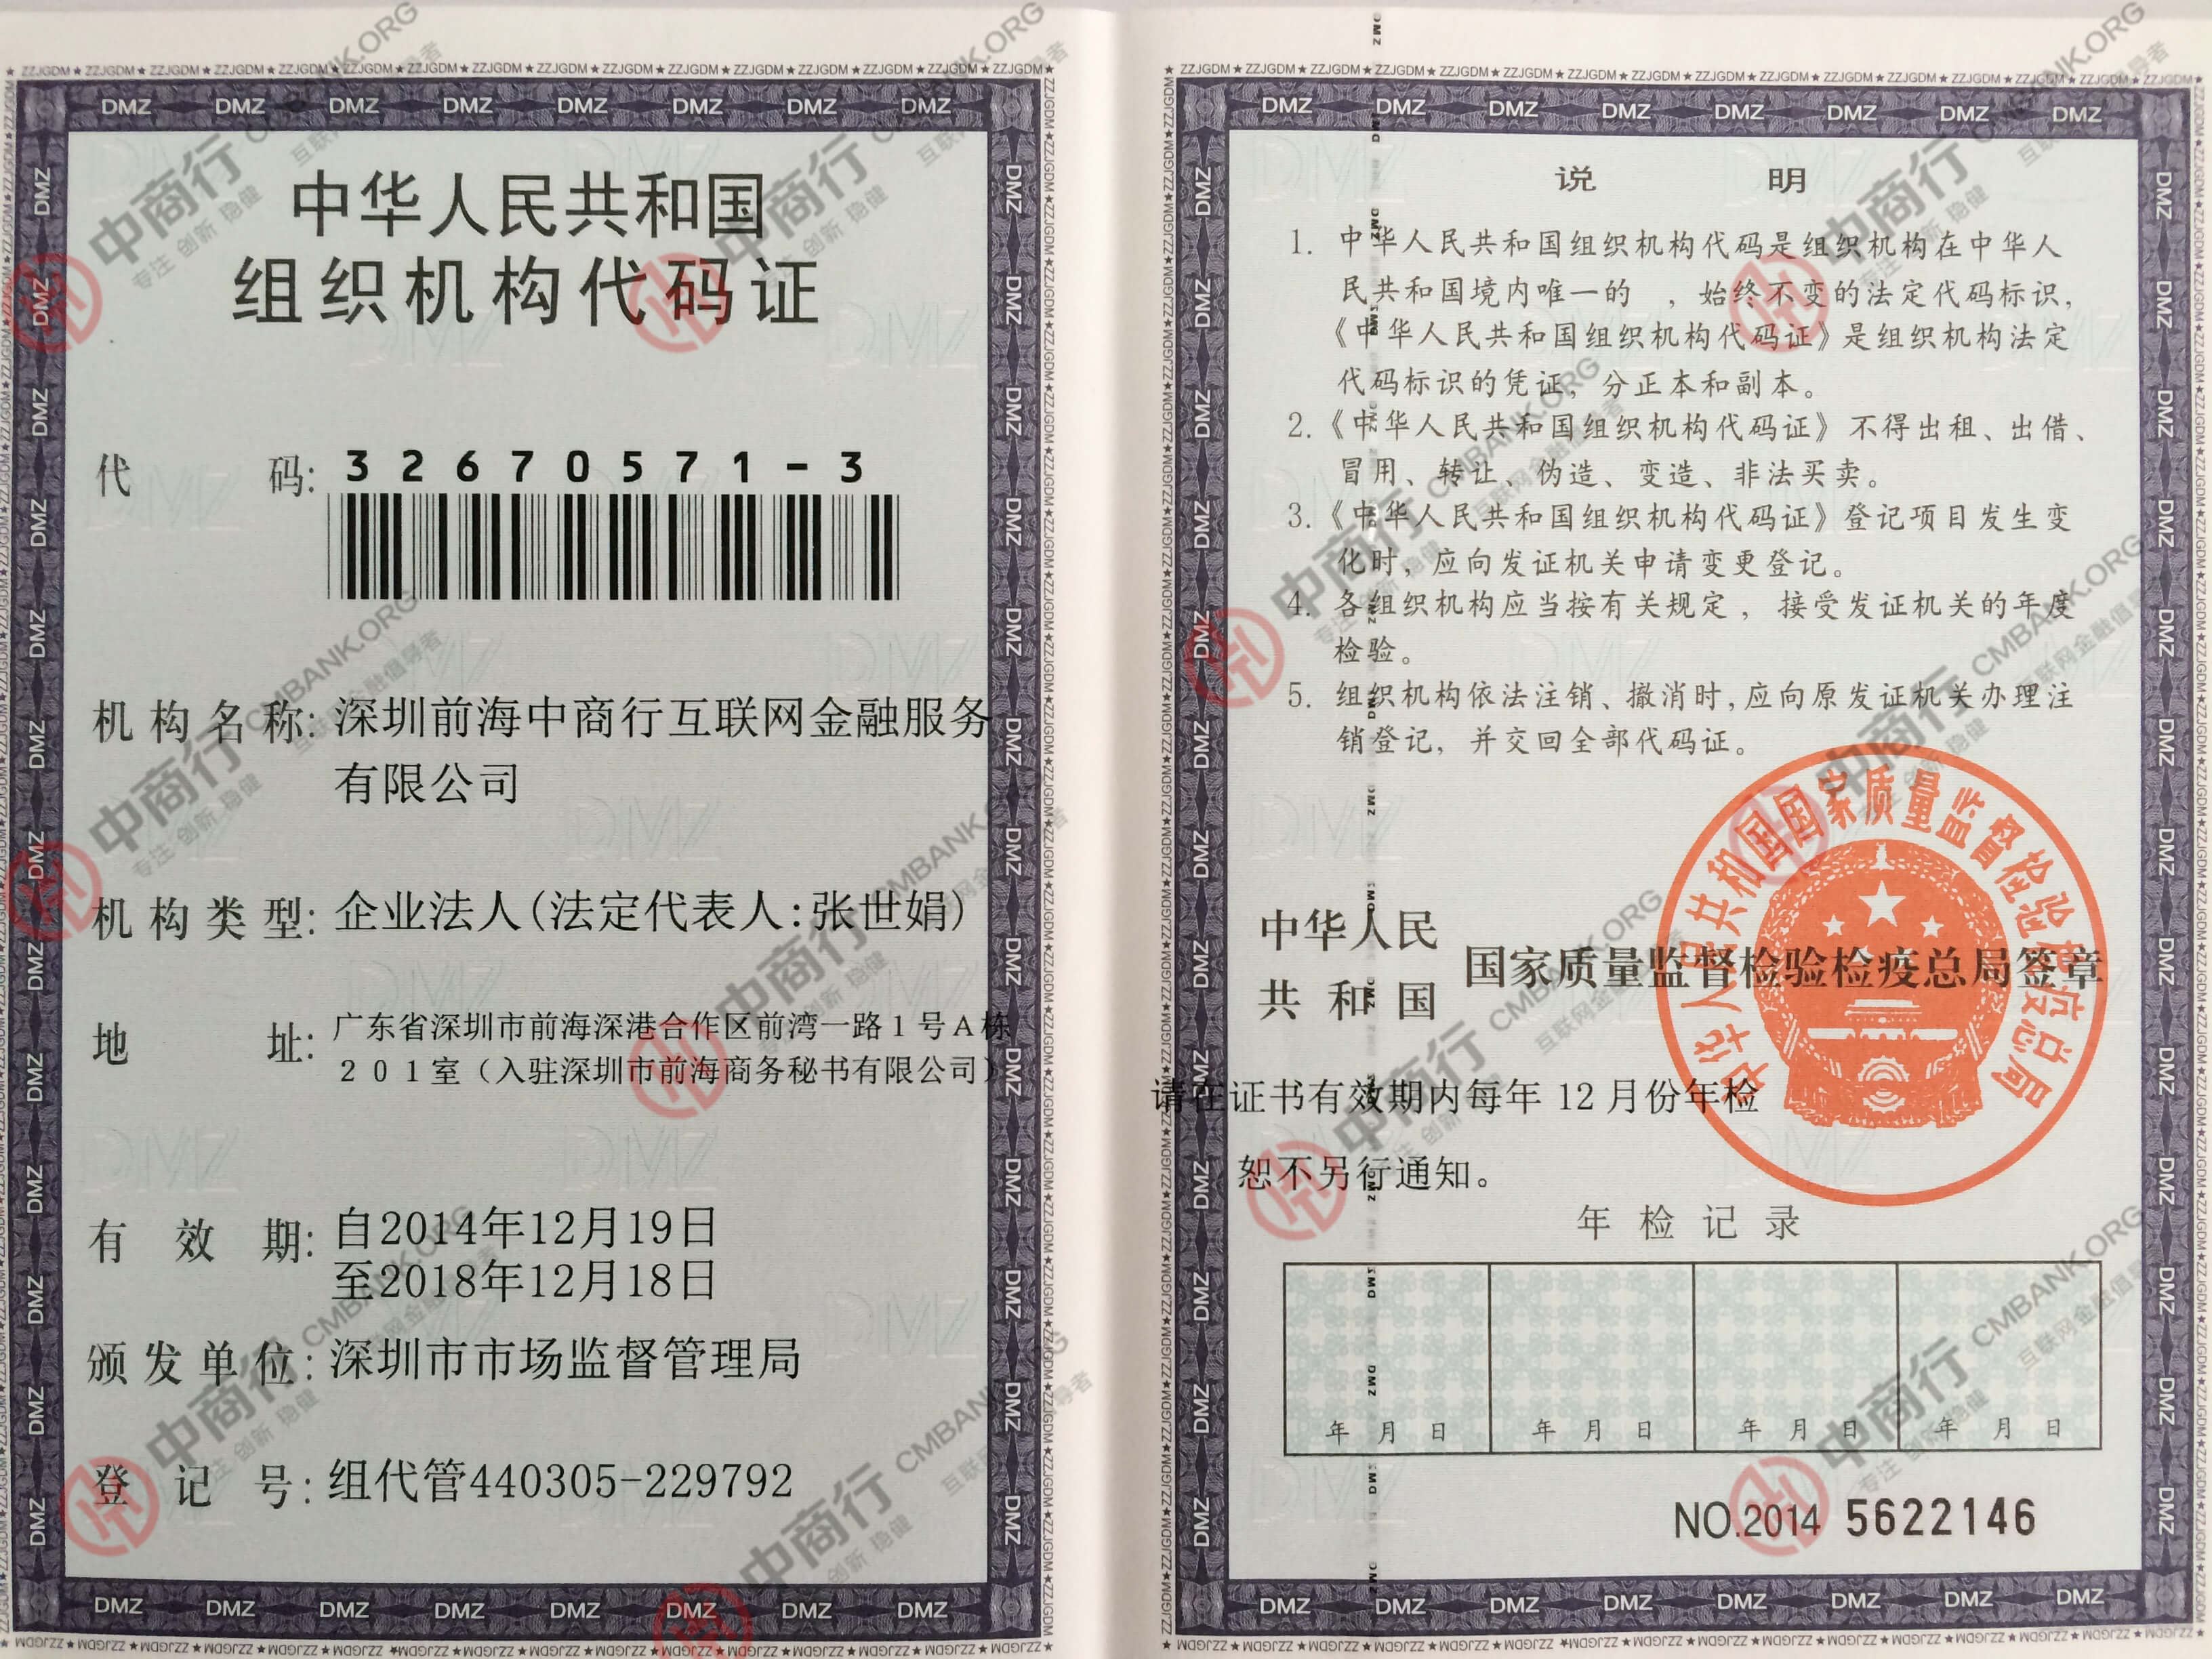 中华人民共和国
组织机构代码证
代 码: 32670571-3
机构名称: 深圳前海中商行互联网金融服务
有限公司
机构类型: 企业法人(法定代表人:张世娟)
地 址: 广东省深圳市前海深港合作区前湾一路1号A栋
201室（入驻深圳市前海商务秘书有限公司）
有 效 期: 自2014年12月19日
至2018年12月18日
颁发单位: 深圳市市场监督管理局
登 记 号: 组代管440305-229792
说 明
1. 中华人民共和国组织机构代码是组织机构在中华人
民共和国境内唯一的 ，始终不变的法定代码标识，
《中华人民共和国组织机构代码证》是组织机构法定
代码标识的凭证，分正本和副本。
2.《中华人民共和国组织机构代码证》不得出租、出借、
冒用、转让、伪造、变造、非法买卖。
3.《中华人民共和国组织机构代码证》登记项目发生变
化时，应向发证机关申请变更登记。
4. 各组织机构应当按有关规定，接受发证机关的年度
检验。
5. 组织机构依法注销、撤消时,应向原发证机关办理注
销登记，并交回全部代码证。
中华人民
共和国 国家质量监督检验检疫总局签章
中华人民共和国国家质量监督检验检疫总局
请在证书有效期内每年 12 月份年检
恕不另行通知。
年检记录
年 月 日 年 月 日 年 月 日 年 月 日
NO.2014 5622146
中商行 CMBANK.ORG
专注 创新 稳健 互联网金融倡导者
DMZ
ZZJGDM